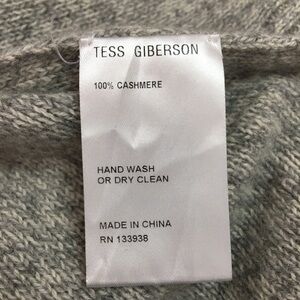 TESS GIBERSON
100% CASHMERE
HAND WASH
OR DRY CLEAN
MADE IN CHINA
RN 133938